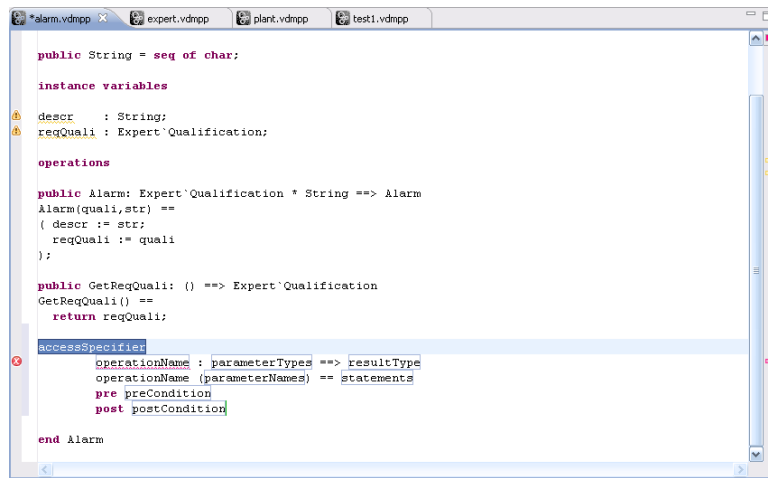 *alarm.vdmpp expert.vdmpp plant.vdmpp test1.vdmpp
public String = seq of char;
instance variables
descr : String;
reqQuali : Expert`Qualification;
operations
public Alarm: Expert`Qualification * String ==> Alarm
Alarm(quali,str) ==
( descr := str;
reqQuali := quali
);
public GetReqQuali: () ==> Expert`Qualification
GetReqQuali() ==
return reqQuali;
accessSpecifier
operationName : parameterTypes ==> resultType
operationName (parameterNames) == statements
pre preCondition
post postCondition
end Alarm